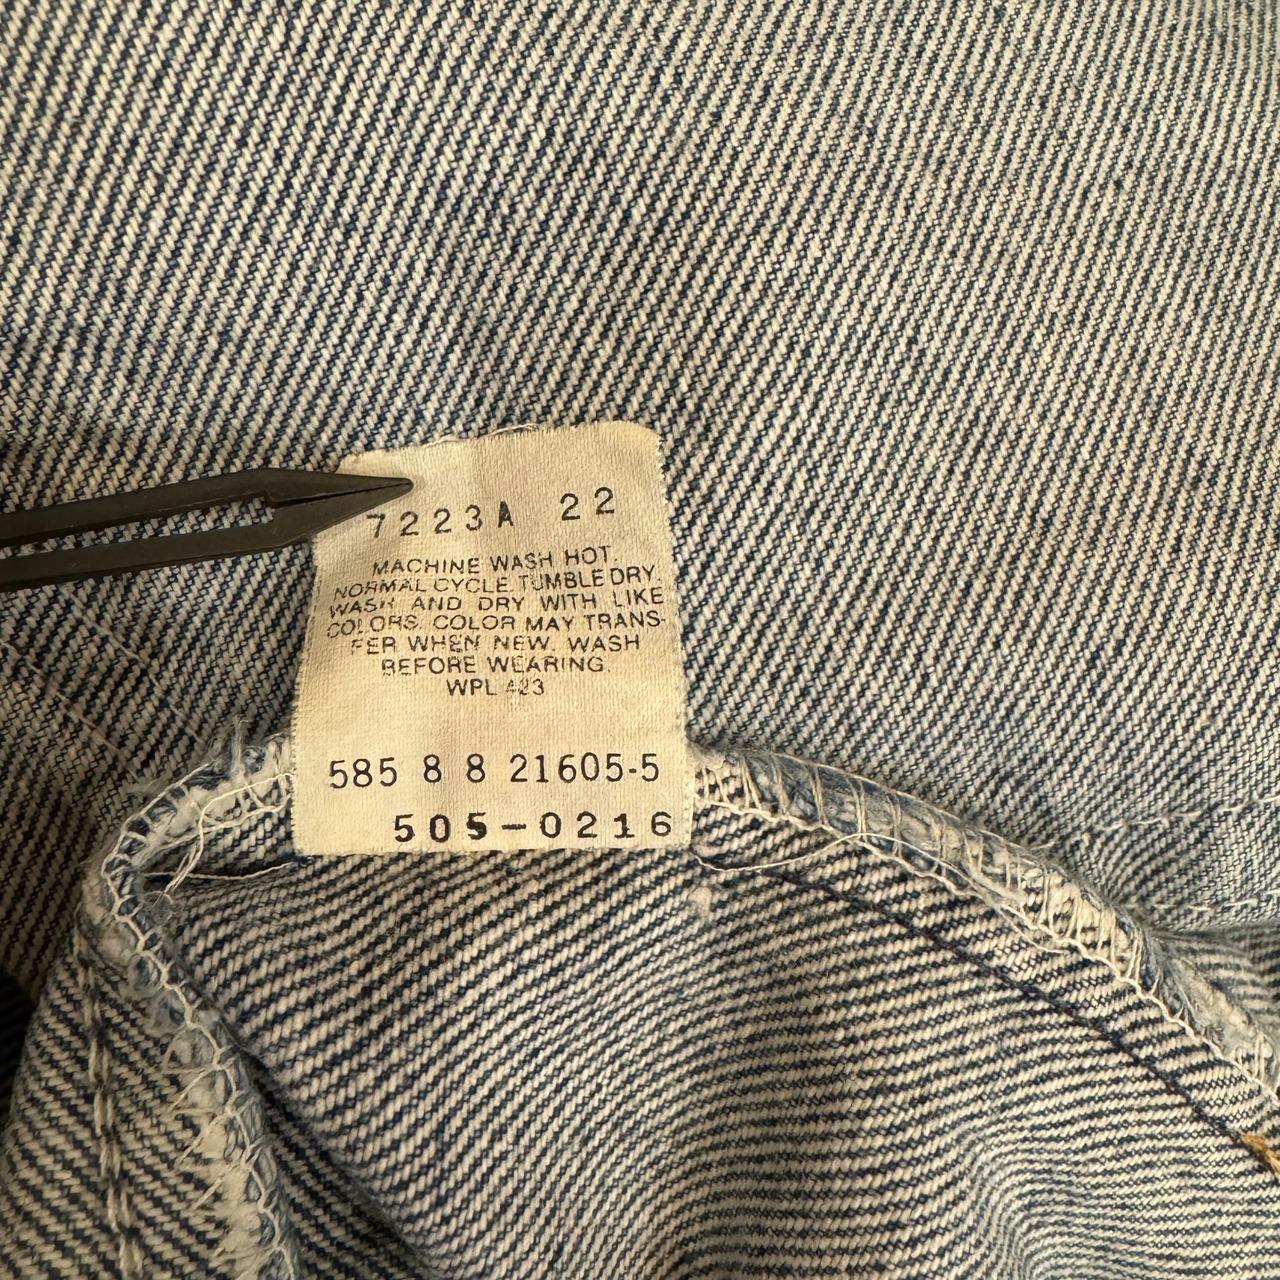 7223A 22
MACHINE WASH HOT.
NORMAL CYCLE TUMBLE DRY.
WASH AND DRY WITH LIKE
COLORS. COLOR MAY TRANS-
FER WHEN NEW. WASH
BEFORE WEARING.
WPL 423
585 8 8 21605-5
505-0216